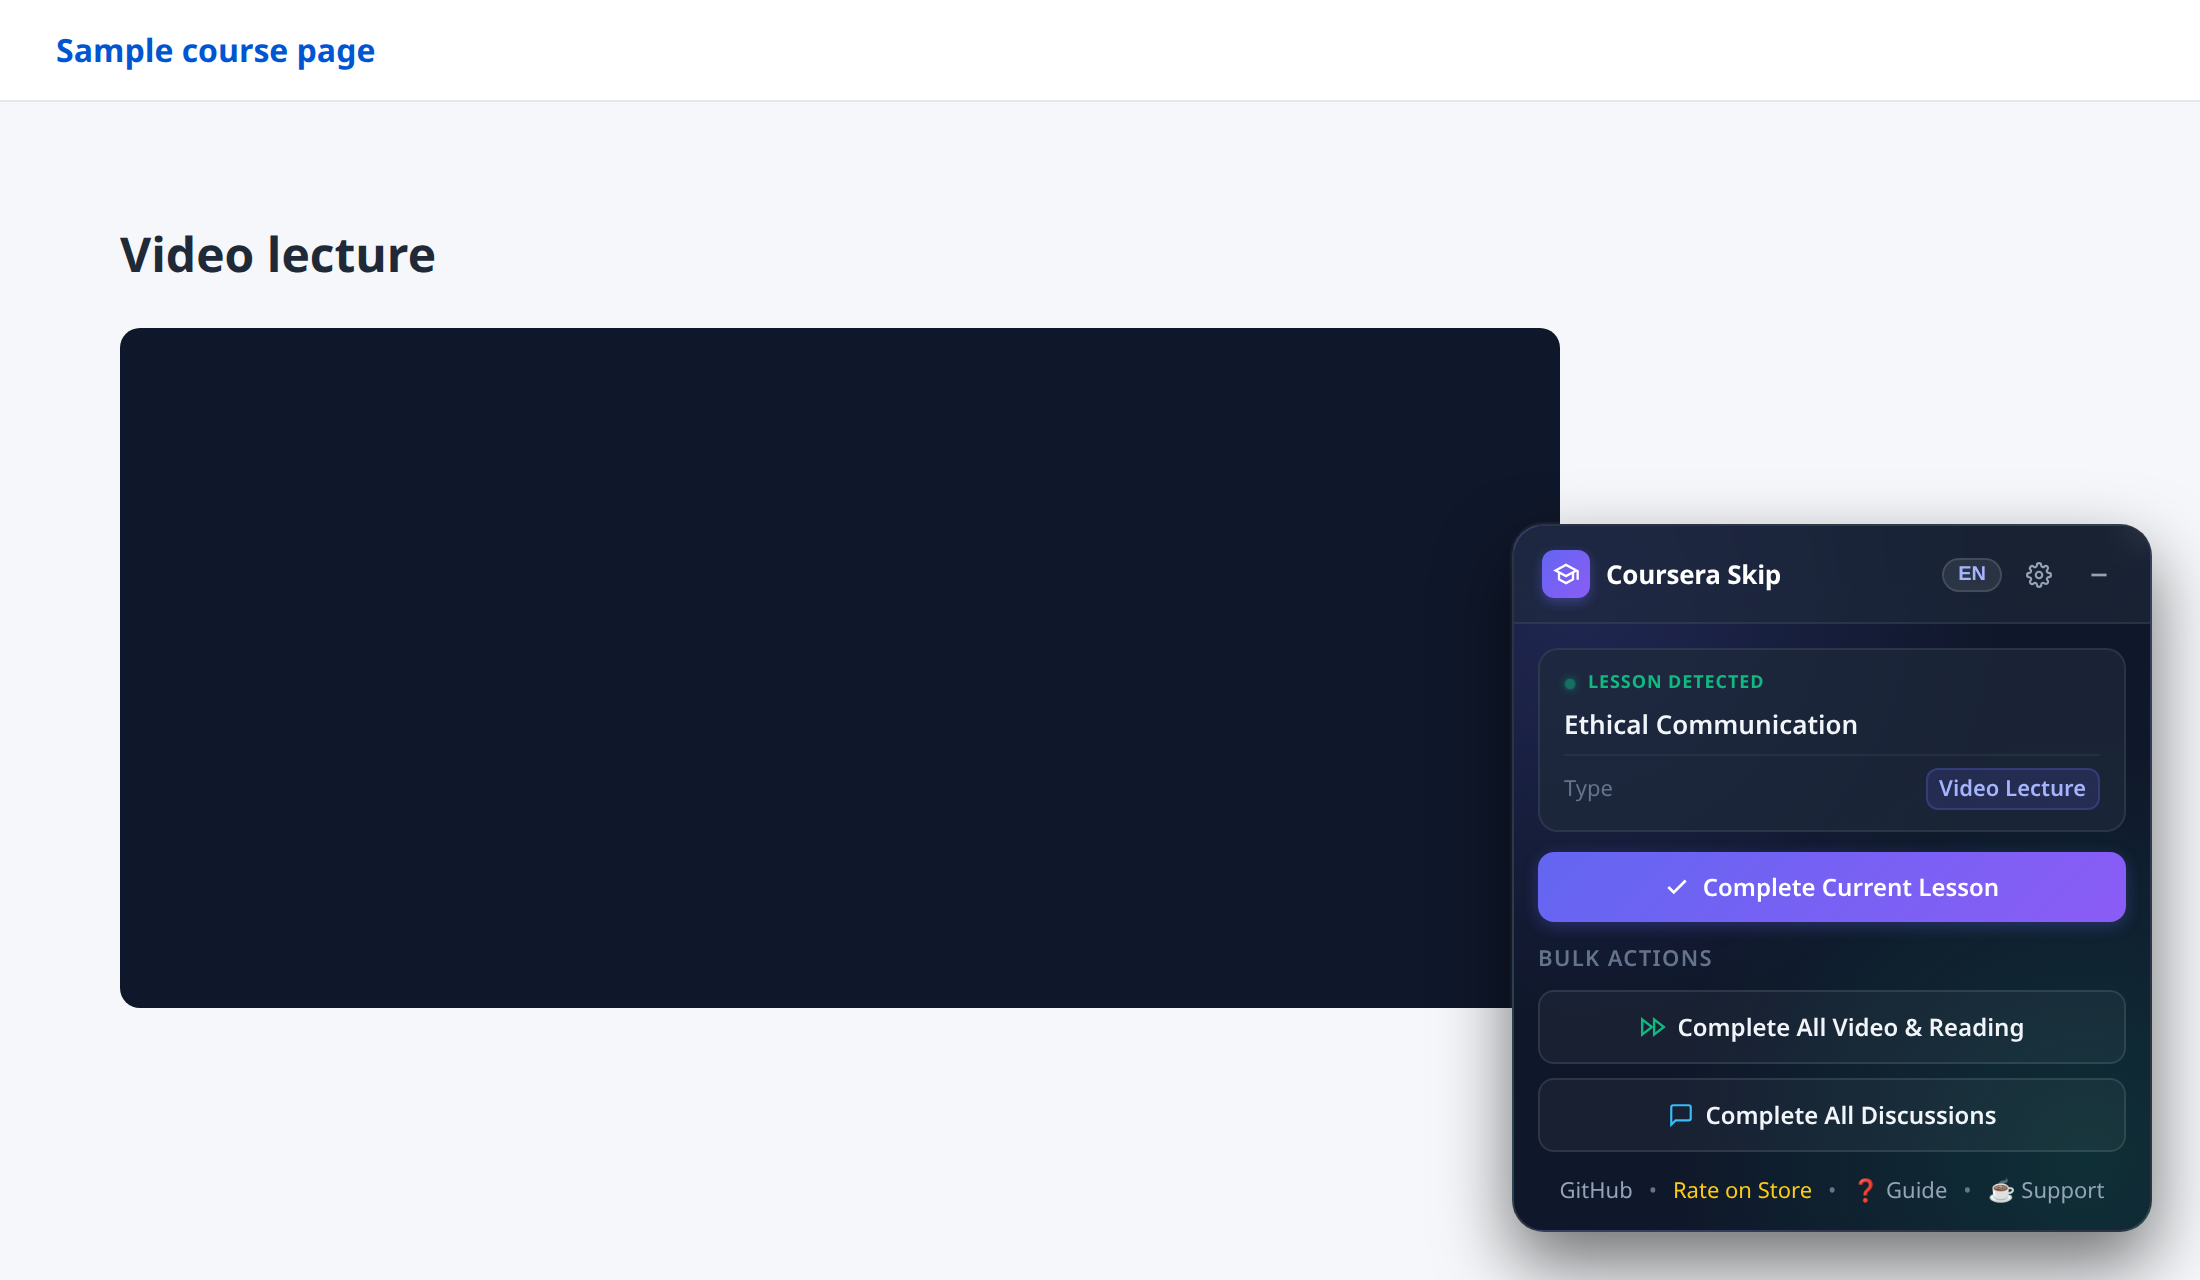 Sample course page
Video lecture
Coursera Skip
EN
LESSON DETECTED
Ethical Communication
Type
Video Lecture
Complete Current Lesson
BULK ACTIONS
Complete All Video & Reading
Complete All Discussions
GitHub • Rate on Store • ❓ Guide • ☕ Support